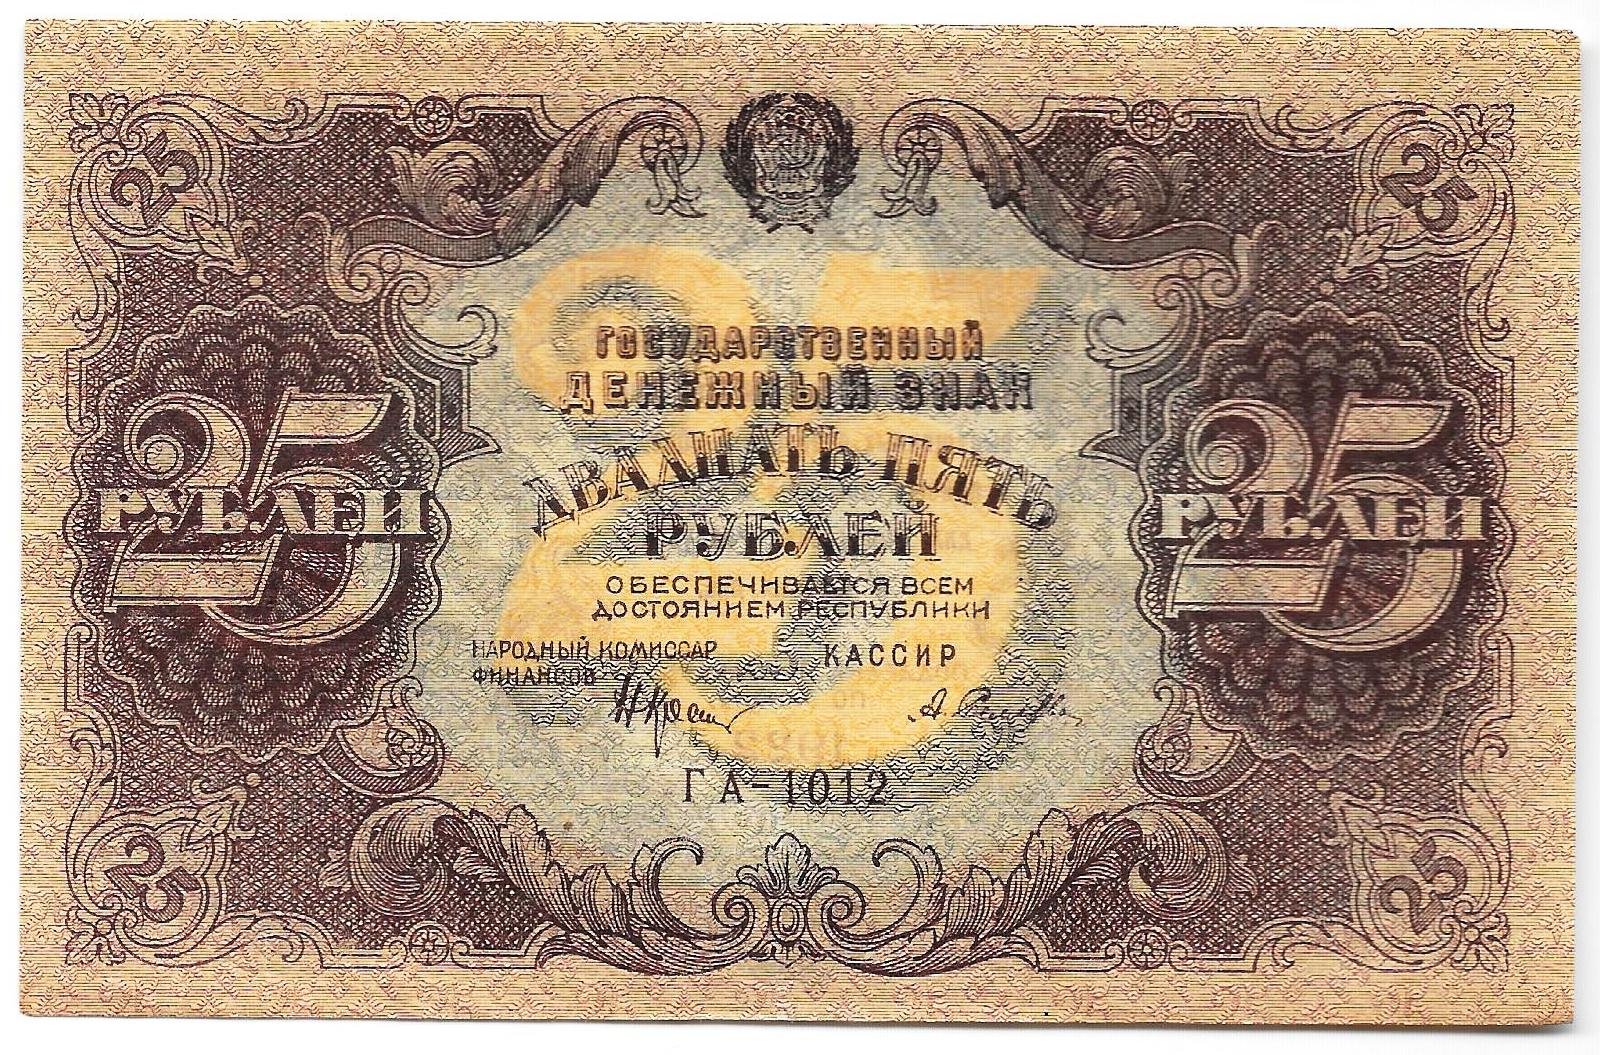 25
25
ГОСУДАРСТВЕННЫЙ
ДЕНЕЖНЫЙ ЗНАК
ДВАДЦАТЬ ПЯТЬ
РУБЛЕЙ
25
РУБЛЕЙ
25
РУБЛЕЙ
ОБЕСПЕЧИВАЕТСЯ ВСЕМ
ДОСТОЯНИЕМ РЕСПУБЛИКИ
НАРОДНЫЙ КОМИССАР
ФИНАНСОВ
КАССИР
ГА-1012
25
25